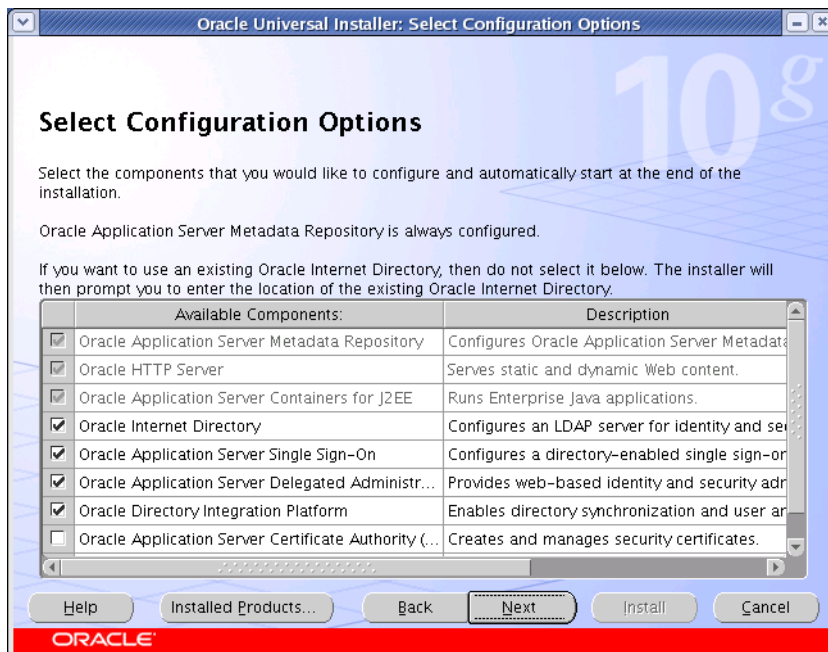 Oracle Universal Installer: Select Configuration Options
10g
Select Configuration Options
Select the components that you would like to configure and automatically start at the end of the
installation.
Oracle Application Server Metadata Repository is always configured.
If you want to use an existing Oracle Internet Directory, then do not select it below. The installer will
then prompt you to enter the location of the existing Oracle Internet Directory.
Available Components: Description
Oracle Application Server Metadata Repository Configures Oracle Application Server Metadata
Oracle HTTP Server Serves static and dynamic Web content.
Oracle Application Server Containers for J2EE Runs Enterprise Java applications.
Oracle Internet Directory Configures an LDAP server for identity and se
Oracle Application Server Single Sign-On Configures a directory-enabled single sign-or
Oracle Application Server Delegated Administr... Provides web-based identity and security adr
Oracle Directory Integration Platform Enables directory synchronization and user ar
Oracle Application Server Certificate Authority (... Creates and manages security certificates.
Help Installed Products... Back Next Install Cancel
ORACLE